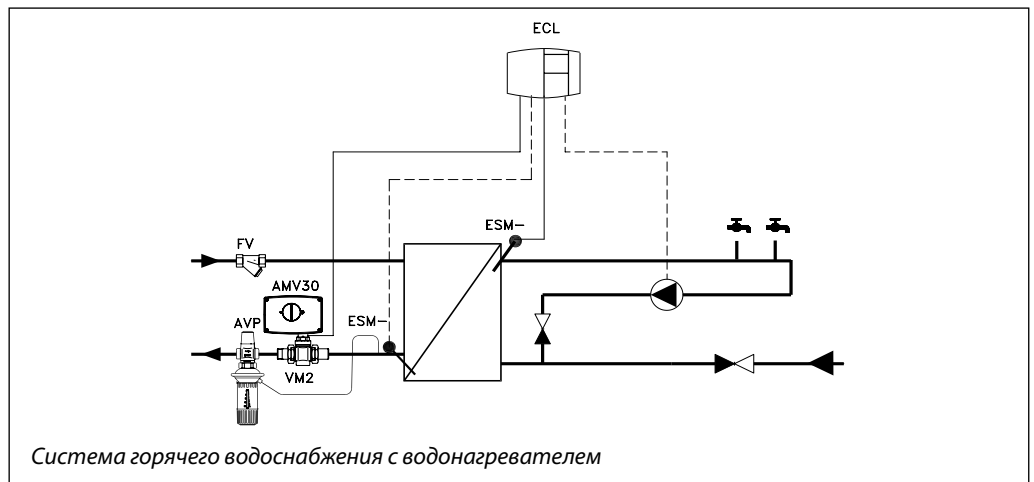 ECL
ESM-
FV
AMV30
AVP
ESM-
VM2
Система горячего водоснабжения с водонагревателем